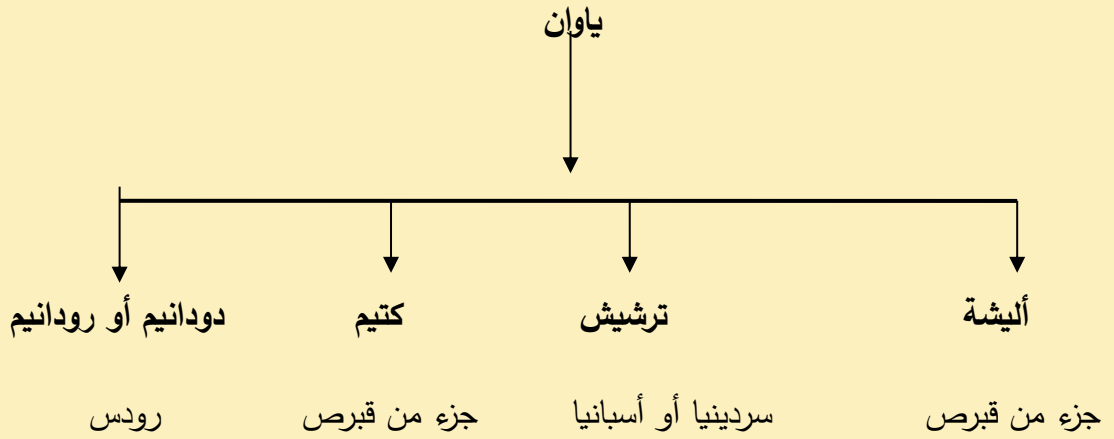 ياوان
أليشة ترشيش كتيم دودانيم أو رودانيم
جزء من قبرص سردينيا أو أسبانيا جزء من قبرص رودس